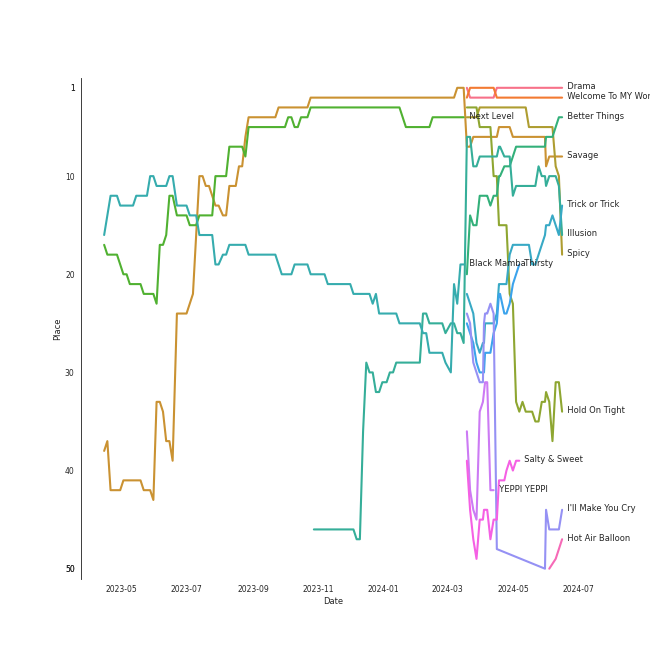 1
Drama
Welcome To MY Wor
Next Level
Better Things
Savage
10
Trick or Trick
Illusion
Spicy
20
Black Mamba
Thirsty
Place
30
Hold On Tight
40
Salty & Sweet
YEPPI YEPPI
I'll Make You Cry
Hot Air Balloon
50
2023-05
2023-07
2023-09
2023-11
2024-01
2024-03
2024-05
2024-07
Date